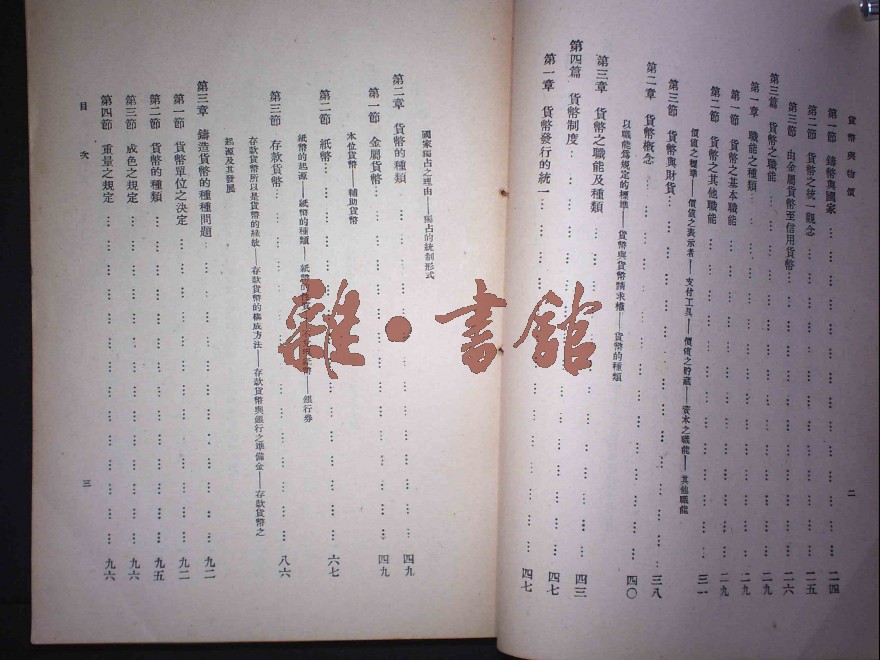 貨幣與物價
第一節 鑄幣與國家……二四
第二節 貨幣之統一觀念……二五
第三節 由金屬貨幣至信用貨幣……二六
第三篇 貨幣之職能……二九
第一章 職能之種類……二九
第一節 貨幣之基本職能……二九
第二節 貨幣之其他職能……三一
價值之標準——價值之表示者——支付工具——價值之貯藏——資本之職能——其他職能
第三節 貨幣與財貨……三八
第二章 貨幣概念……四〇
以職能爲規定的標準——貨幣與貨幣請求權——貨幣的種類
第三章 貨幣之職能及種類……四三
第四篇 貨幣制度……四七
第一章 貨幣發行的統一……四七
二
國家獨占之理由——獨占的統制形式
第二章 貨幣的種類……四九
第一節 金屬貨幣……四九
本位貨幣——輔助貨幣
第二節 紙幣……六七
紙幣的起源——紙幣的種類——紙幣——銀行券
第三節 存款貨幣……八六
存款貨幣所以是貨幣的緣故——存款貨幣的構成方法——存款貨幣與銀行之準備金——存款貨幣之
起源及其發展
第三章 鑄造貨幣的種種問題……九二
第一節 貨幣單位之決定……九二
第二節 貨幣的種類……九五
第三節 成色之規定……九六
第四節 重量之規定……九六
目次
三
雜·書館